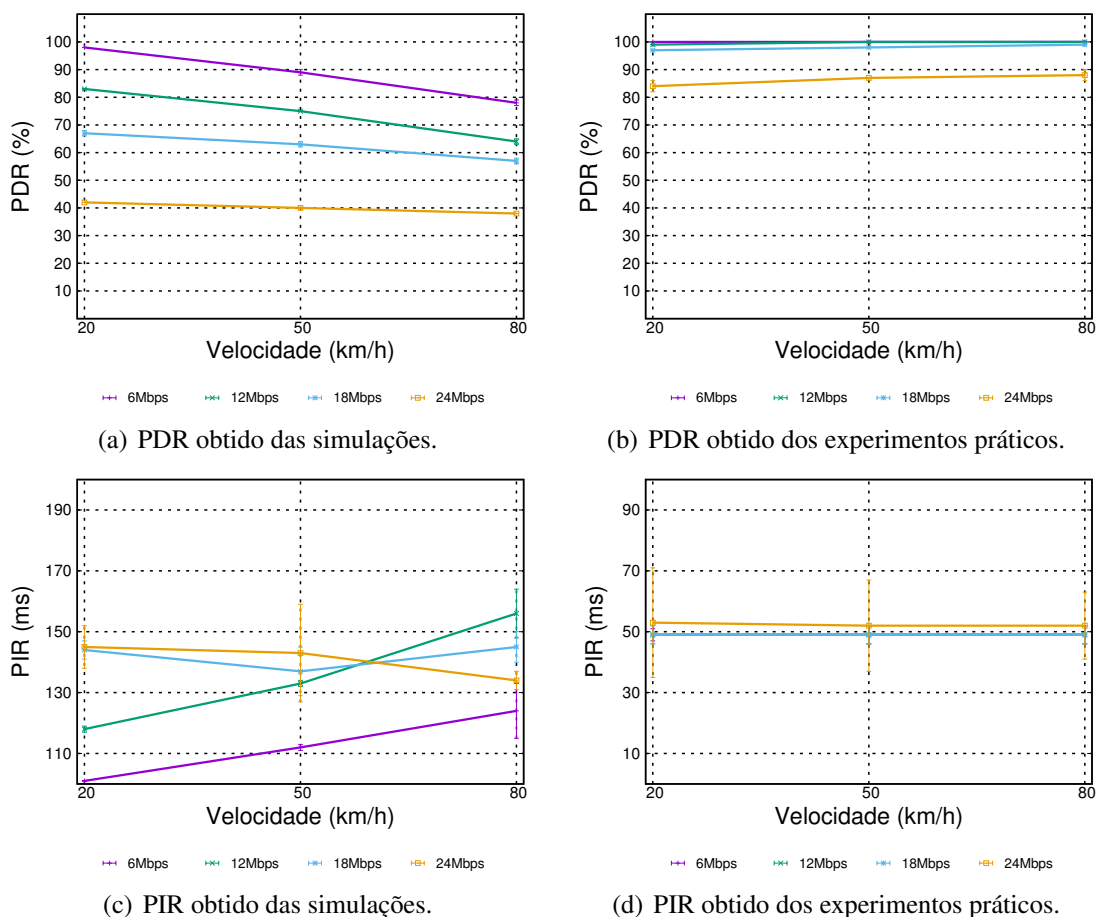 100
90
80
70
60
50
40
30
20
10
PDR (%)
20
50
80
Velocidade (km/h)
6Mbps
12Mbps
18Mbps
24Mbps
(a) PDR obtido das simulações.
100
90
80
70
60
50
40
30
20
10
PDR (%)
20
50
80
Velocidade (km/h)
6Mbps
12Mbps
18Mbps
24Mbps
(b) PDR obtido dos experimentos práticos.
190
170
150
130
110
PIR (ms)
20
50
80
Velocidade (km/h)
6Mbps
12Mbps
18Mbps
24Mbps
(c) PIR obtido das simulações.
90
70
50
30
10
PIR (ms)
20
50
80
Velocidade (km/h)
6Mbps
12Mbps
18Mbps
24Mbps
(d) PIR obtido dos experimentos práticos.